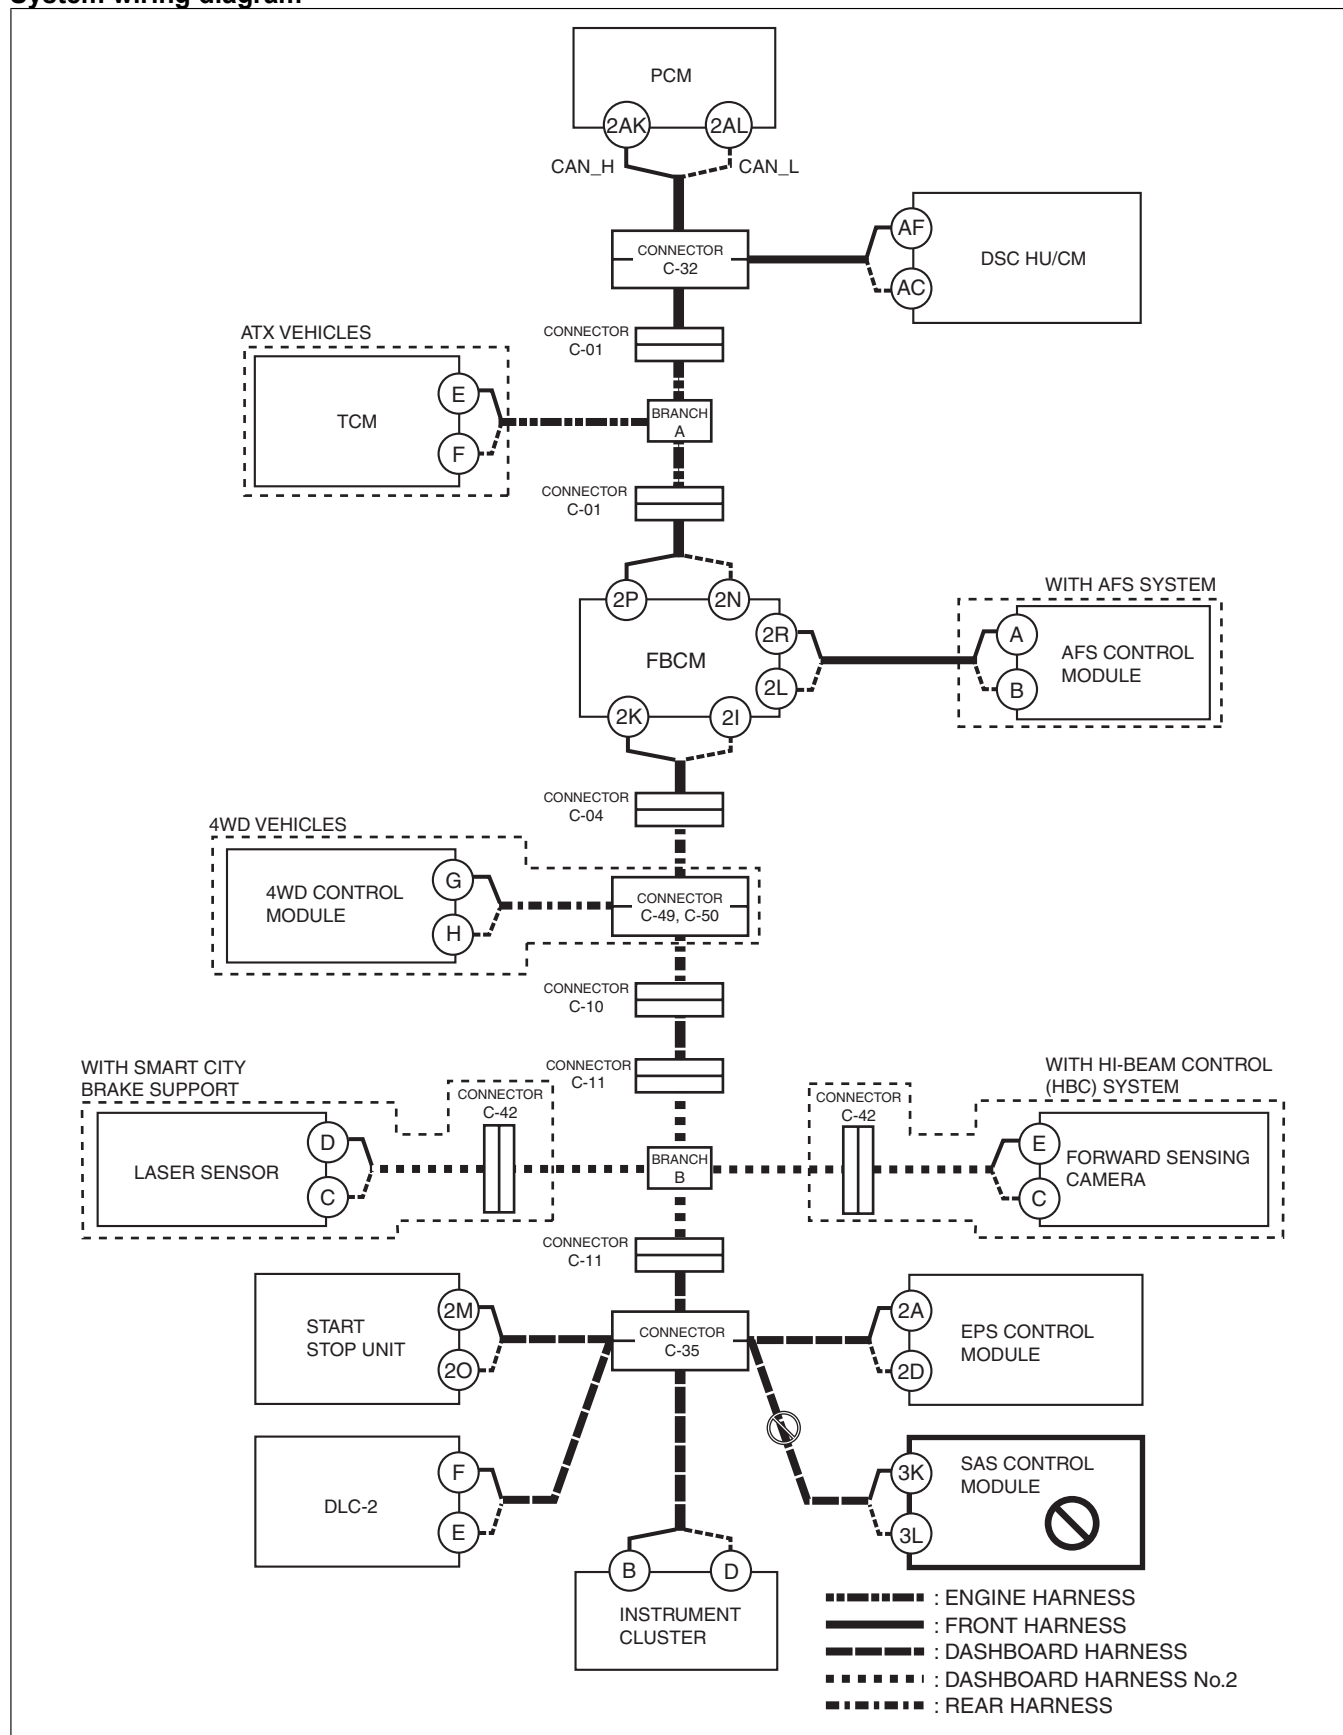 System wiring diagram
PCM
2AK
2AL
CAN_H
CAN_L
AF
CONNECTOR
C-32
DSC HU/CM
AC
ATX VEHICLES
CONNECTOR
C-01
E
TCM
BRANCH
A
F
CONNECTOR
C-01
WITH AFS SYSTEM
2P
2N
2R
A
FBCM
AFS CONTROL
MODULE
2L
B
2K
2I
CONNECTOR
C-04
4WD VEHICLES
G
4WD CONTROL
MODULE
CONNECTOR
C-49, C-50
H
CONNECTOR
C-10
WITH SMART CITY
BRAKE SUPPORT
CONNECTOR
C-11
WITH HI-BEAM CONTROL
(HBC) SYSTEM
CONNECTOR
C-42
CONNECTOR
C-42
D
LASER SENSOR
C
BRANCH
B
E
FORWARD SENSING
CAMERA
C
CONNECTOR
C-11
2M
START
STOP UNIT
2O
CONNECTOR
C-35
2A
EPS CONTROL
MODULE
2D
F
DLC-2
E
3K
SAS CONTROL
MODULE
3L
B
D
INSTRUMENT
CLUSTER
: ENGINE HARNESS
: FRONT HARNESS
: DASHBOARD HARNESS
: DASHBOARD HARNESS No.2
: REAR HARNESS